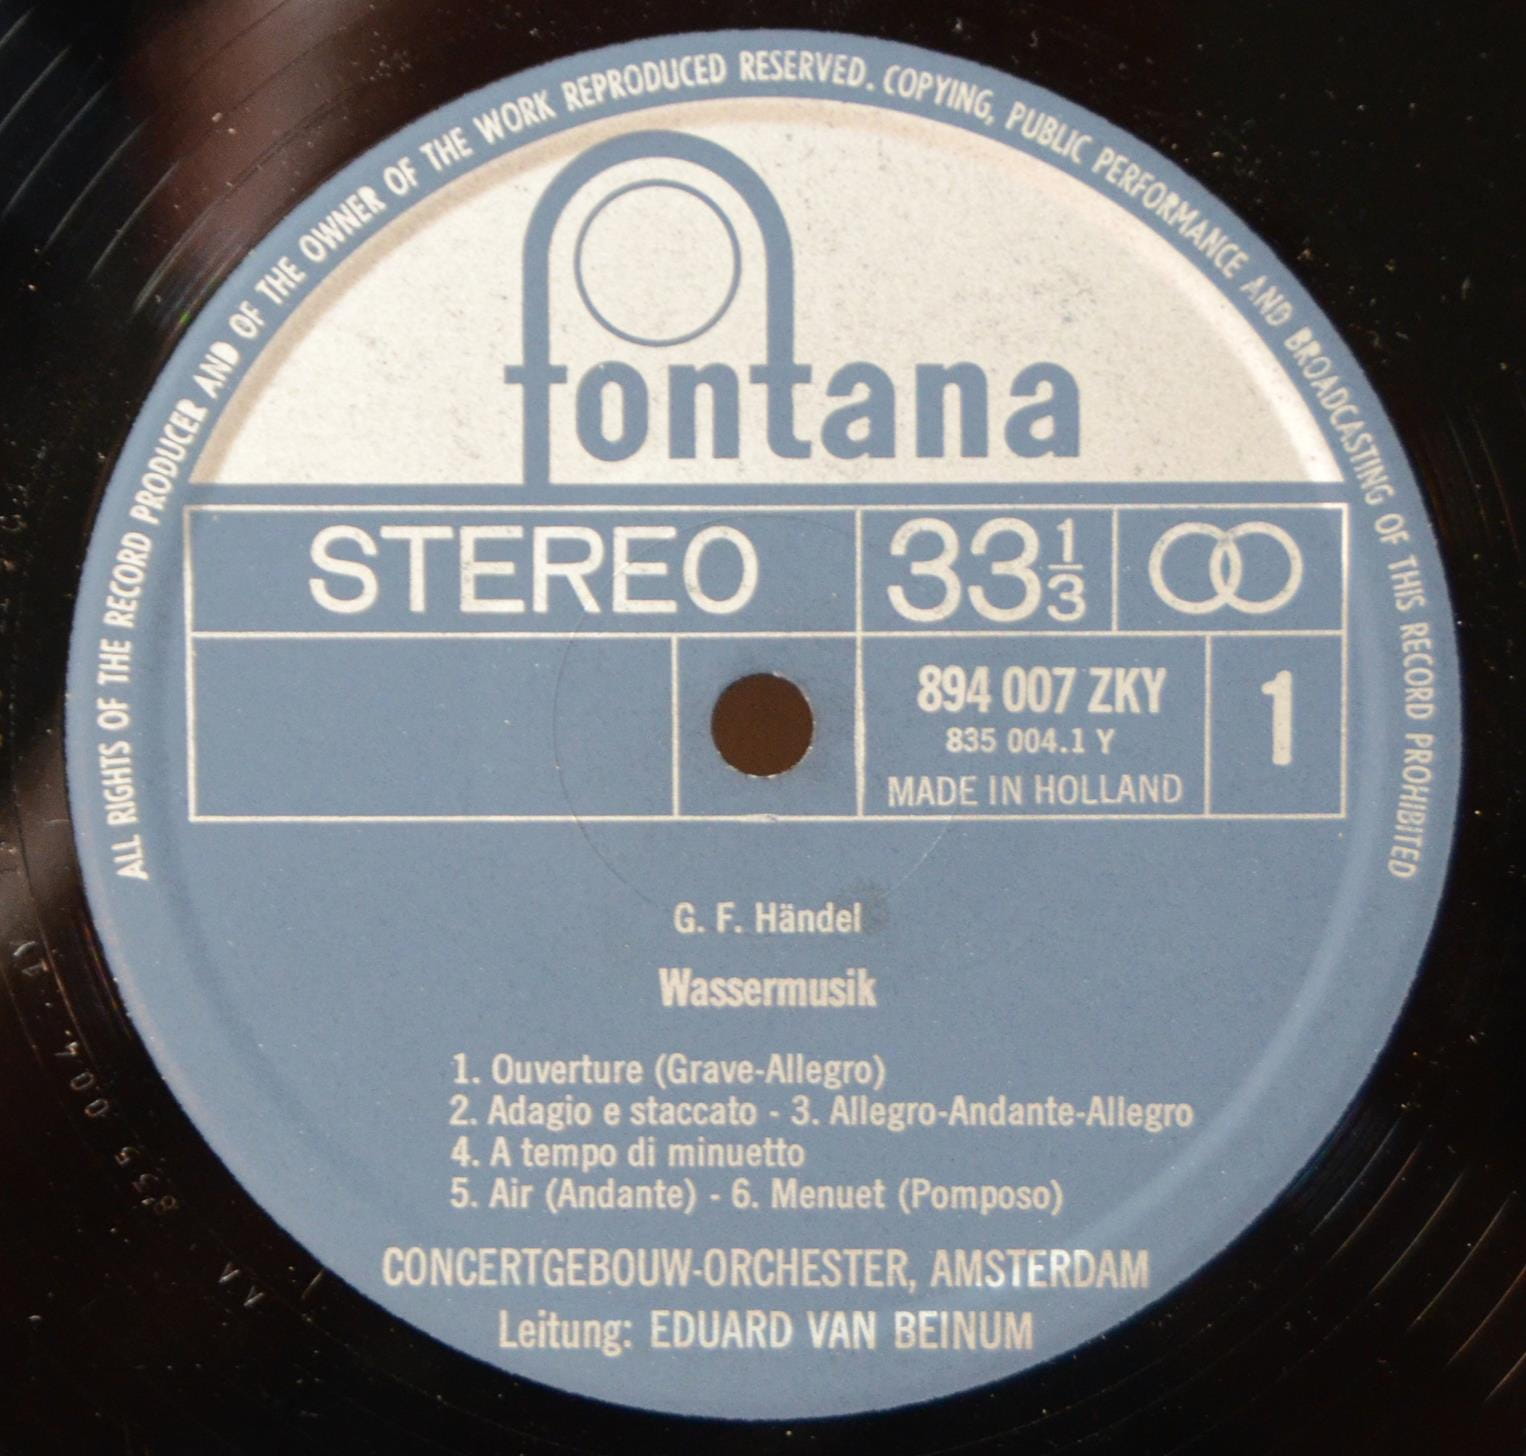 ALL RIGHTS OF THE RECORD PRODUCER AND OF THE OWNER OF THE WORK REPRODUCED RESERVED. COPYING, PUBLIC PERFORMANCE AND BROADCASTING OF THIS RECORD PROHIBITED
fontana
STEREO 33 1/3
894 007 ZKY 1
835 004.1 Y
MADE IN HOLLAND
G. F. Händel
Wassermusik
1. Ouverture (Grave-Allegro)
2. Adagio e staccato - 3. Allegro-Andante-Allegro
4. A tempo di minuetto
5. Air (Andante) - 6. Menuet (Pomposo)
CONCERTGEBOUW-ORCHESTER, AMSTERDAM
Leitung: EDUARD VAN BEINUM